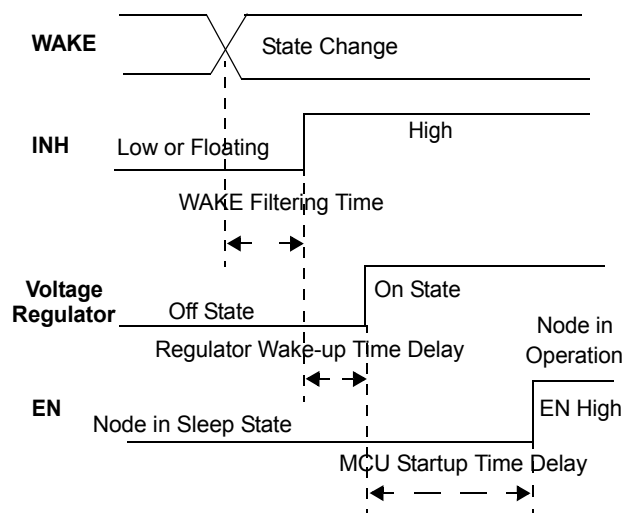 WAKE
State Change
INH
Low or Floating
High
WAKE Filtering Time
Voltage
Regulator
Off State
On State
Regulator Wake-up Time Delay
Node in
Operation
EN
Node in Sleep State
EN High
MCU Startup Time Delay